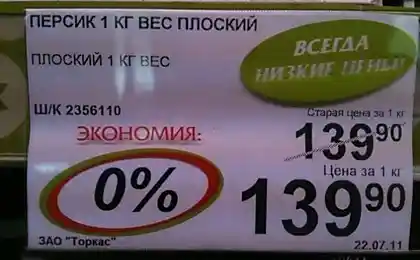 ПЕРСИК 1 КГ ВЕС ПЛОСКИЙ
ПЛОСКИЙ 1 КГ ВЕС
ВСЕГДА
НИЗКИЕ ЦЕНЫ!
Ш/К 2356110
ЭКОНОМИЯ:
0%
Старая цена за 1 кг
139 90
Цена за 1 кг
139 90
ЗАО "Торкас"
22.07.11